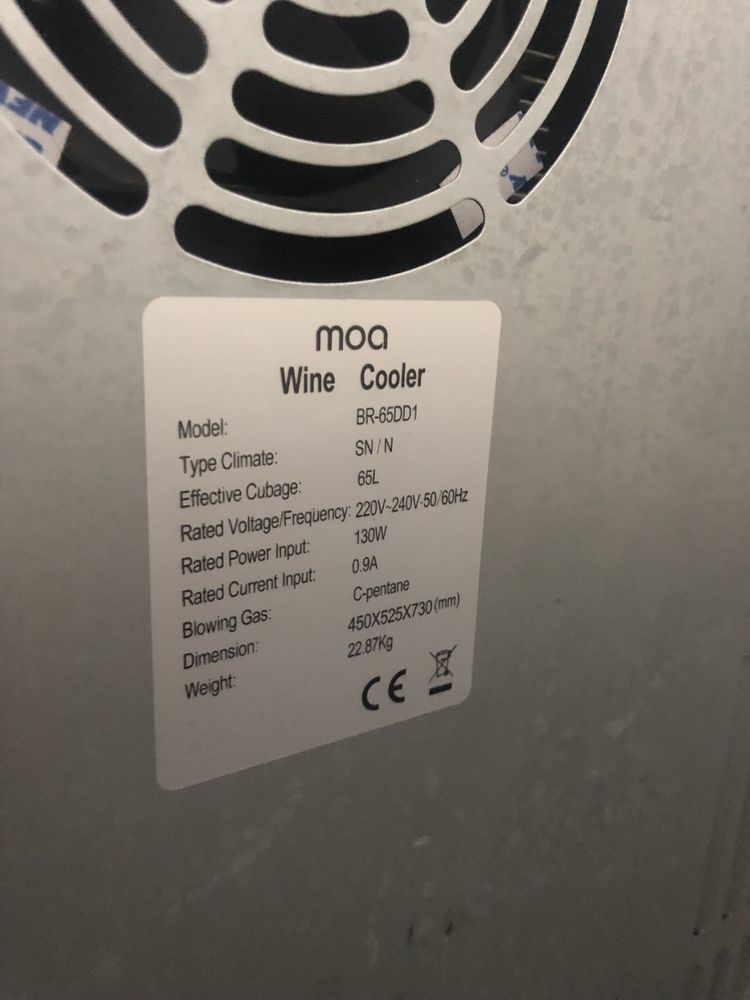 moa
Wine Cooler
Model: BR-65DD1
Type Climate: SN / N
Effective Cubage: 65L
Rated Voltage/Frequency: 220V~240V-50/60Hz
Rated Power Input: 130W
Rated Current Input: 0.9A
Blowing Gas: C-pentane
Dimension: 450X525X730(mm)
Weight: 22.87Kg
CE